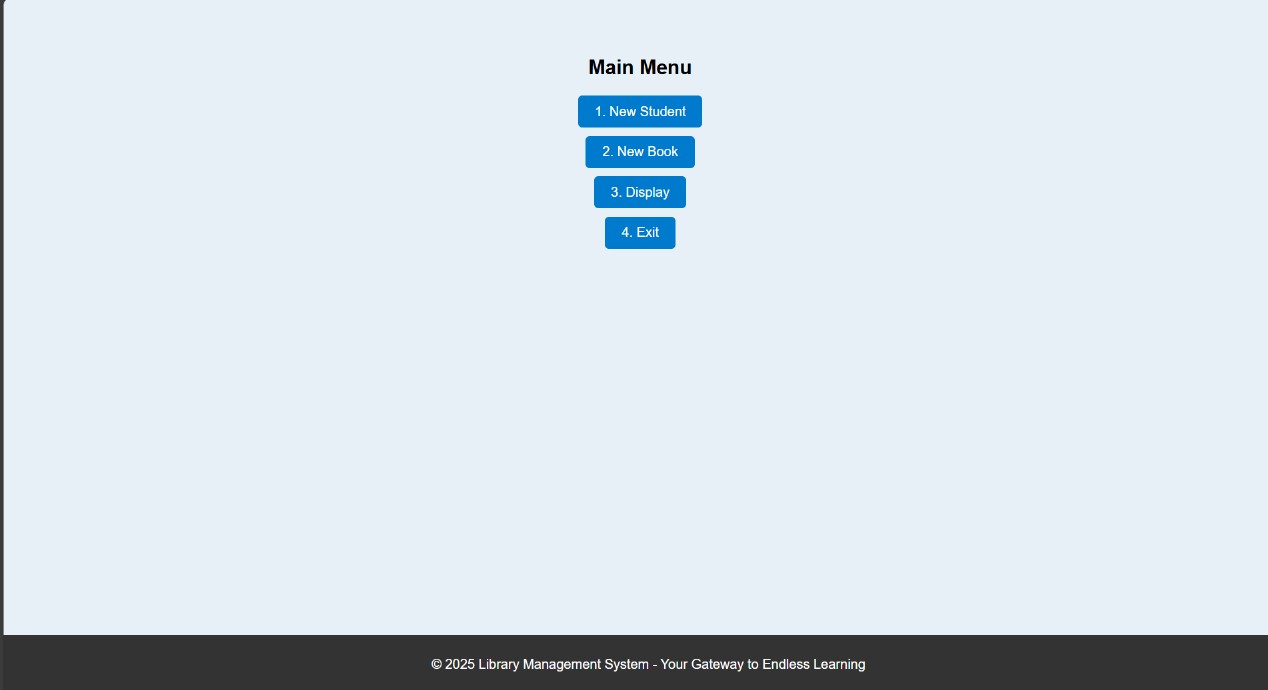 Main Menu
1. New Student
2. New Book
3. Display
4. Exit
© 2025 Library Management System - Your Gateway to Endless Learning